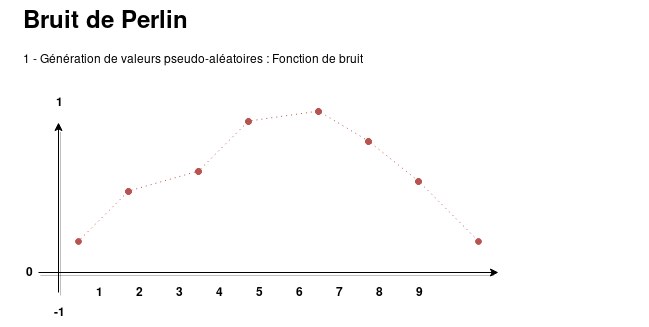 Bruit de Perlin
1 - Génération de valeurs pseudo-aléatoires : Fonction de bruit
1
0
1 2 3 4 5 6 7 8 9
-1